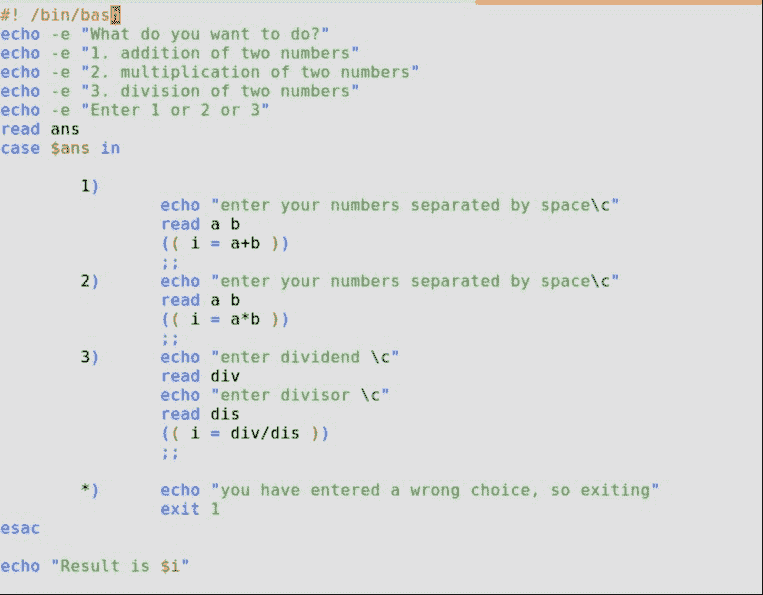 #! /bin/bas
echo -e "What do you want to do?"
echo -e "1. addition of two numbers"
echo -e "2. multiplication of two numbers"
echo -e "3. division of two numbers"
echo -e "Enter 1 or 2 or 3"
read ans
case $ans in
1)
echo "enter your numbers separated by space\c"
read a b
(( i = a+b ))
;;
2) echo "enter your numbers separated by space\c"
read a b
(( i = a*b ))
;;
3) echo "enter dividend \c"
read div
echo "enter divisor \c"
read dis
(( i = div/dis ))
;;
*) echo "you have entered a wrong choice, so exiting"
exit 1
esac
echo "Result is $i"